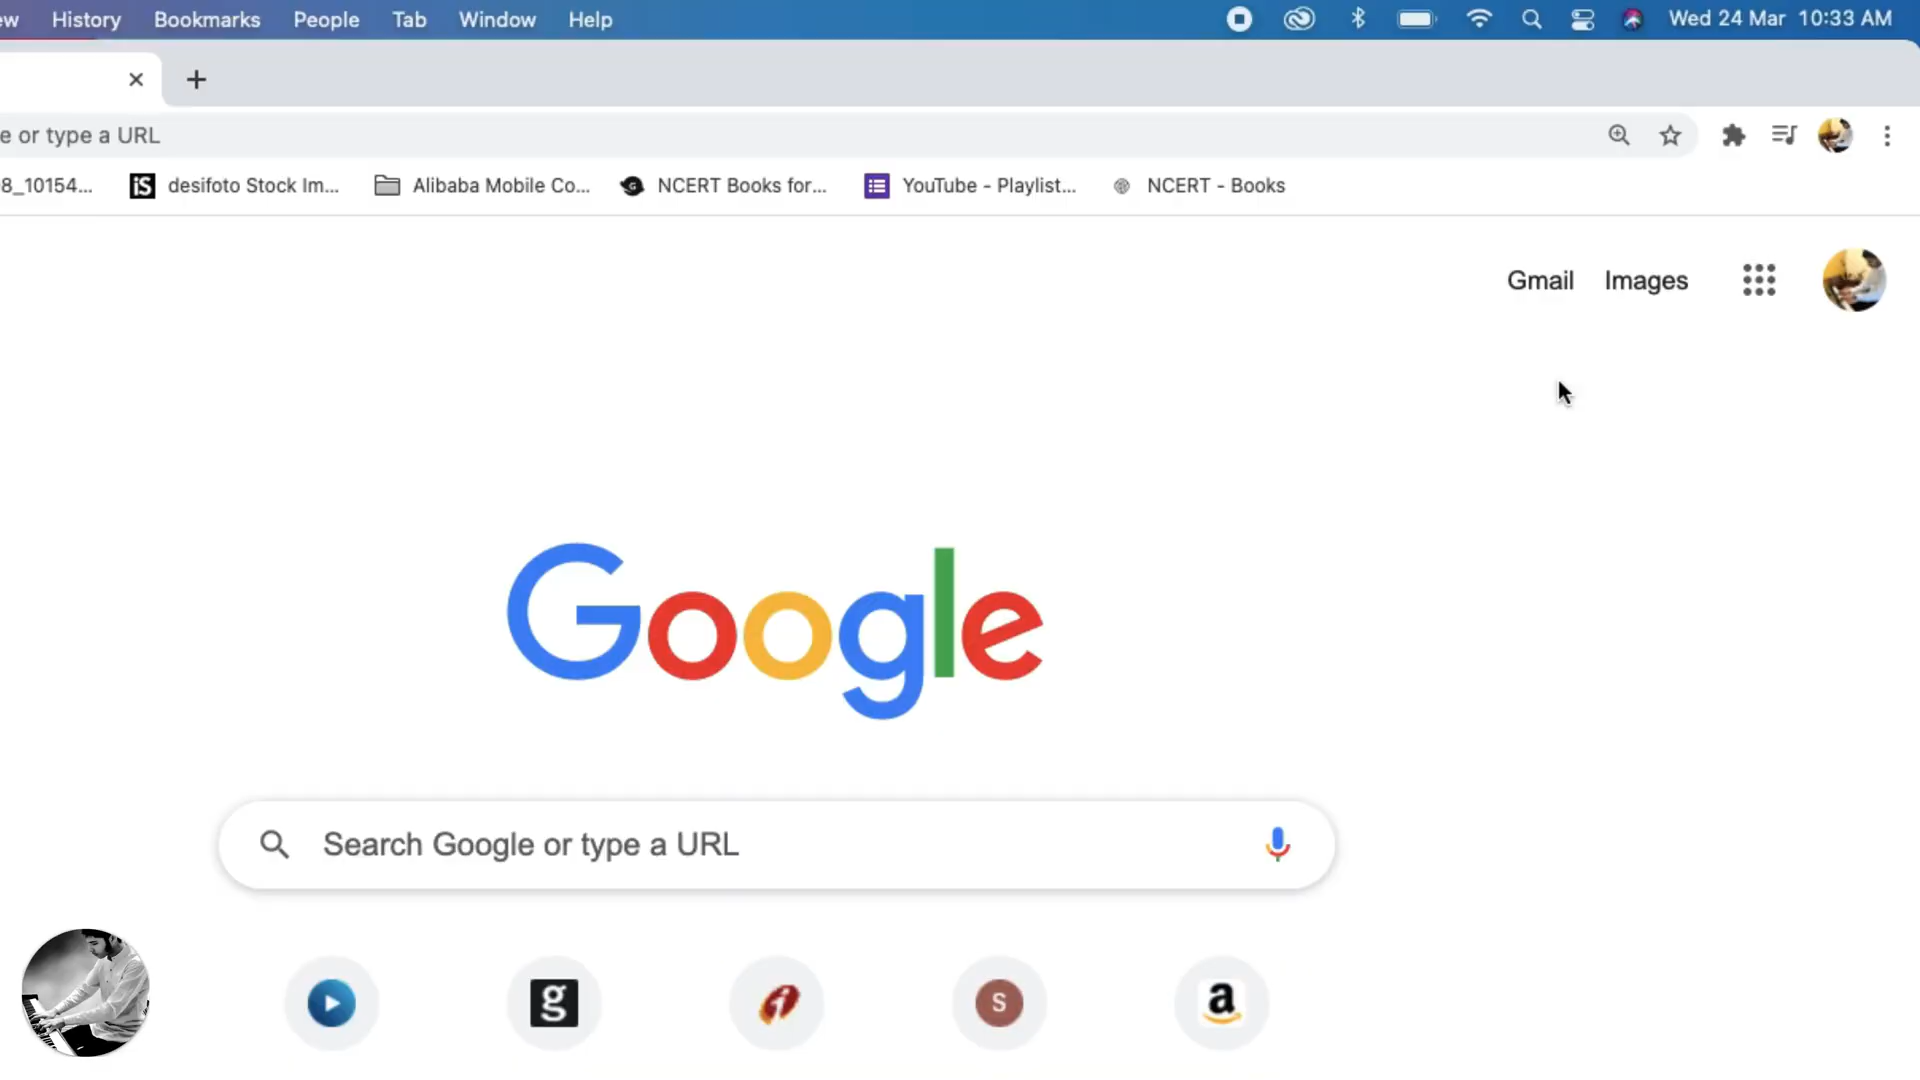 ew History Bookmarks People Tab Window Help Wed 24 Mar 10:33 AM
e or type a URL
8_10154... iS desifoto Stock Im... Alibaba Mobile Co... NCERT Books for... YouTube - Playlist... NCERT - Books
Gmail Images
Google
Search Google or type a URL
g i S a